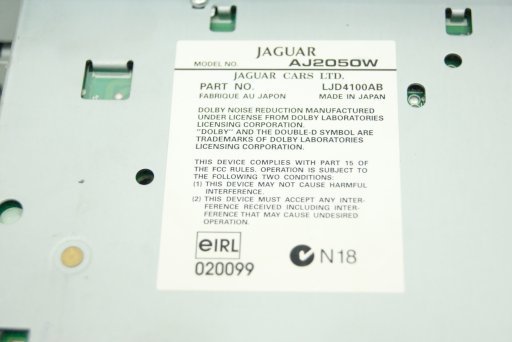 JAGUAR
MODEL NO. AJ2050W
JAGUAR CARS LTD.
PART NO. LJD4100AB
FABRIQUE AU JAPON MADE IN JAPAN
DOLBY NOISE REDUCTION MANUFACTURED
UNDER LICENSE FROM DOLBY LABORATORIES
LICENSING CORPORATION.
"DOLBY" AND THE DOUBLE-D SYMBOL ARE
TRADEMARKS OF DOLBY LABORATORIES
LICENSING CORPORATION.
THIS DEVICE COMPLIES WITH PART 15 OF
THE FCC RULES. OPERATION IS SUBJECT TO
THE FOLLOWING TWO CONDITIONS:
(1) THIS DEVICE MAY NOT CAUSE HARMFUL
INTERFERENCE.
(2) THIS DEVICE MUST ACCEPT ANY INTER-
FERENCE RECEIVED INCLUDING INTER-
FERENCE THAT MAY CAUSE UNDESIRED
OPERATION.
eIRL
020099
N18